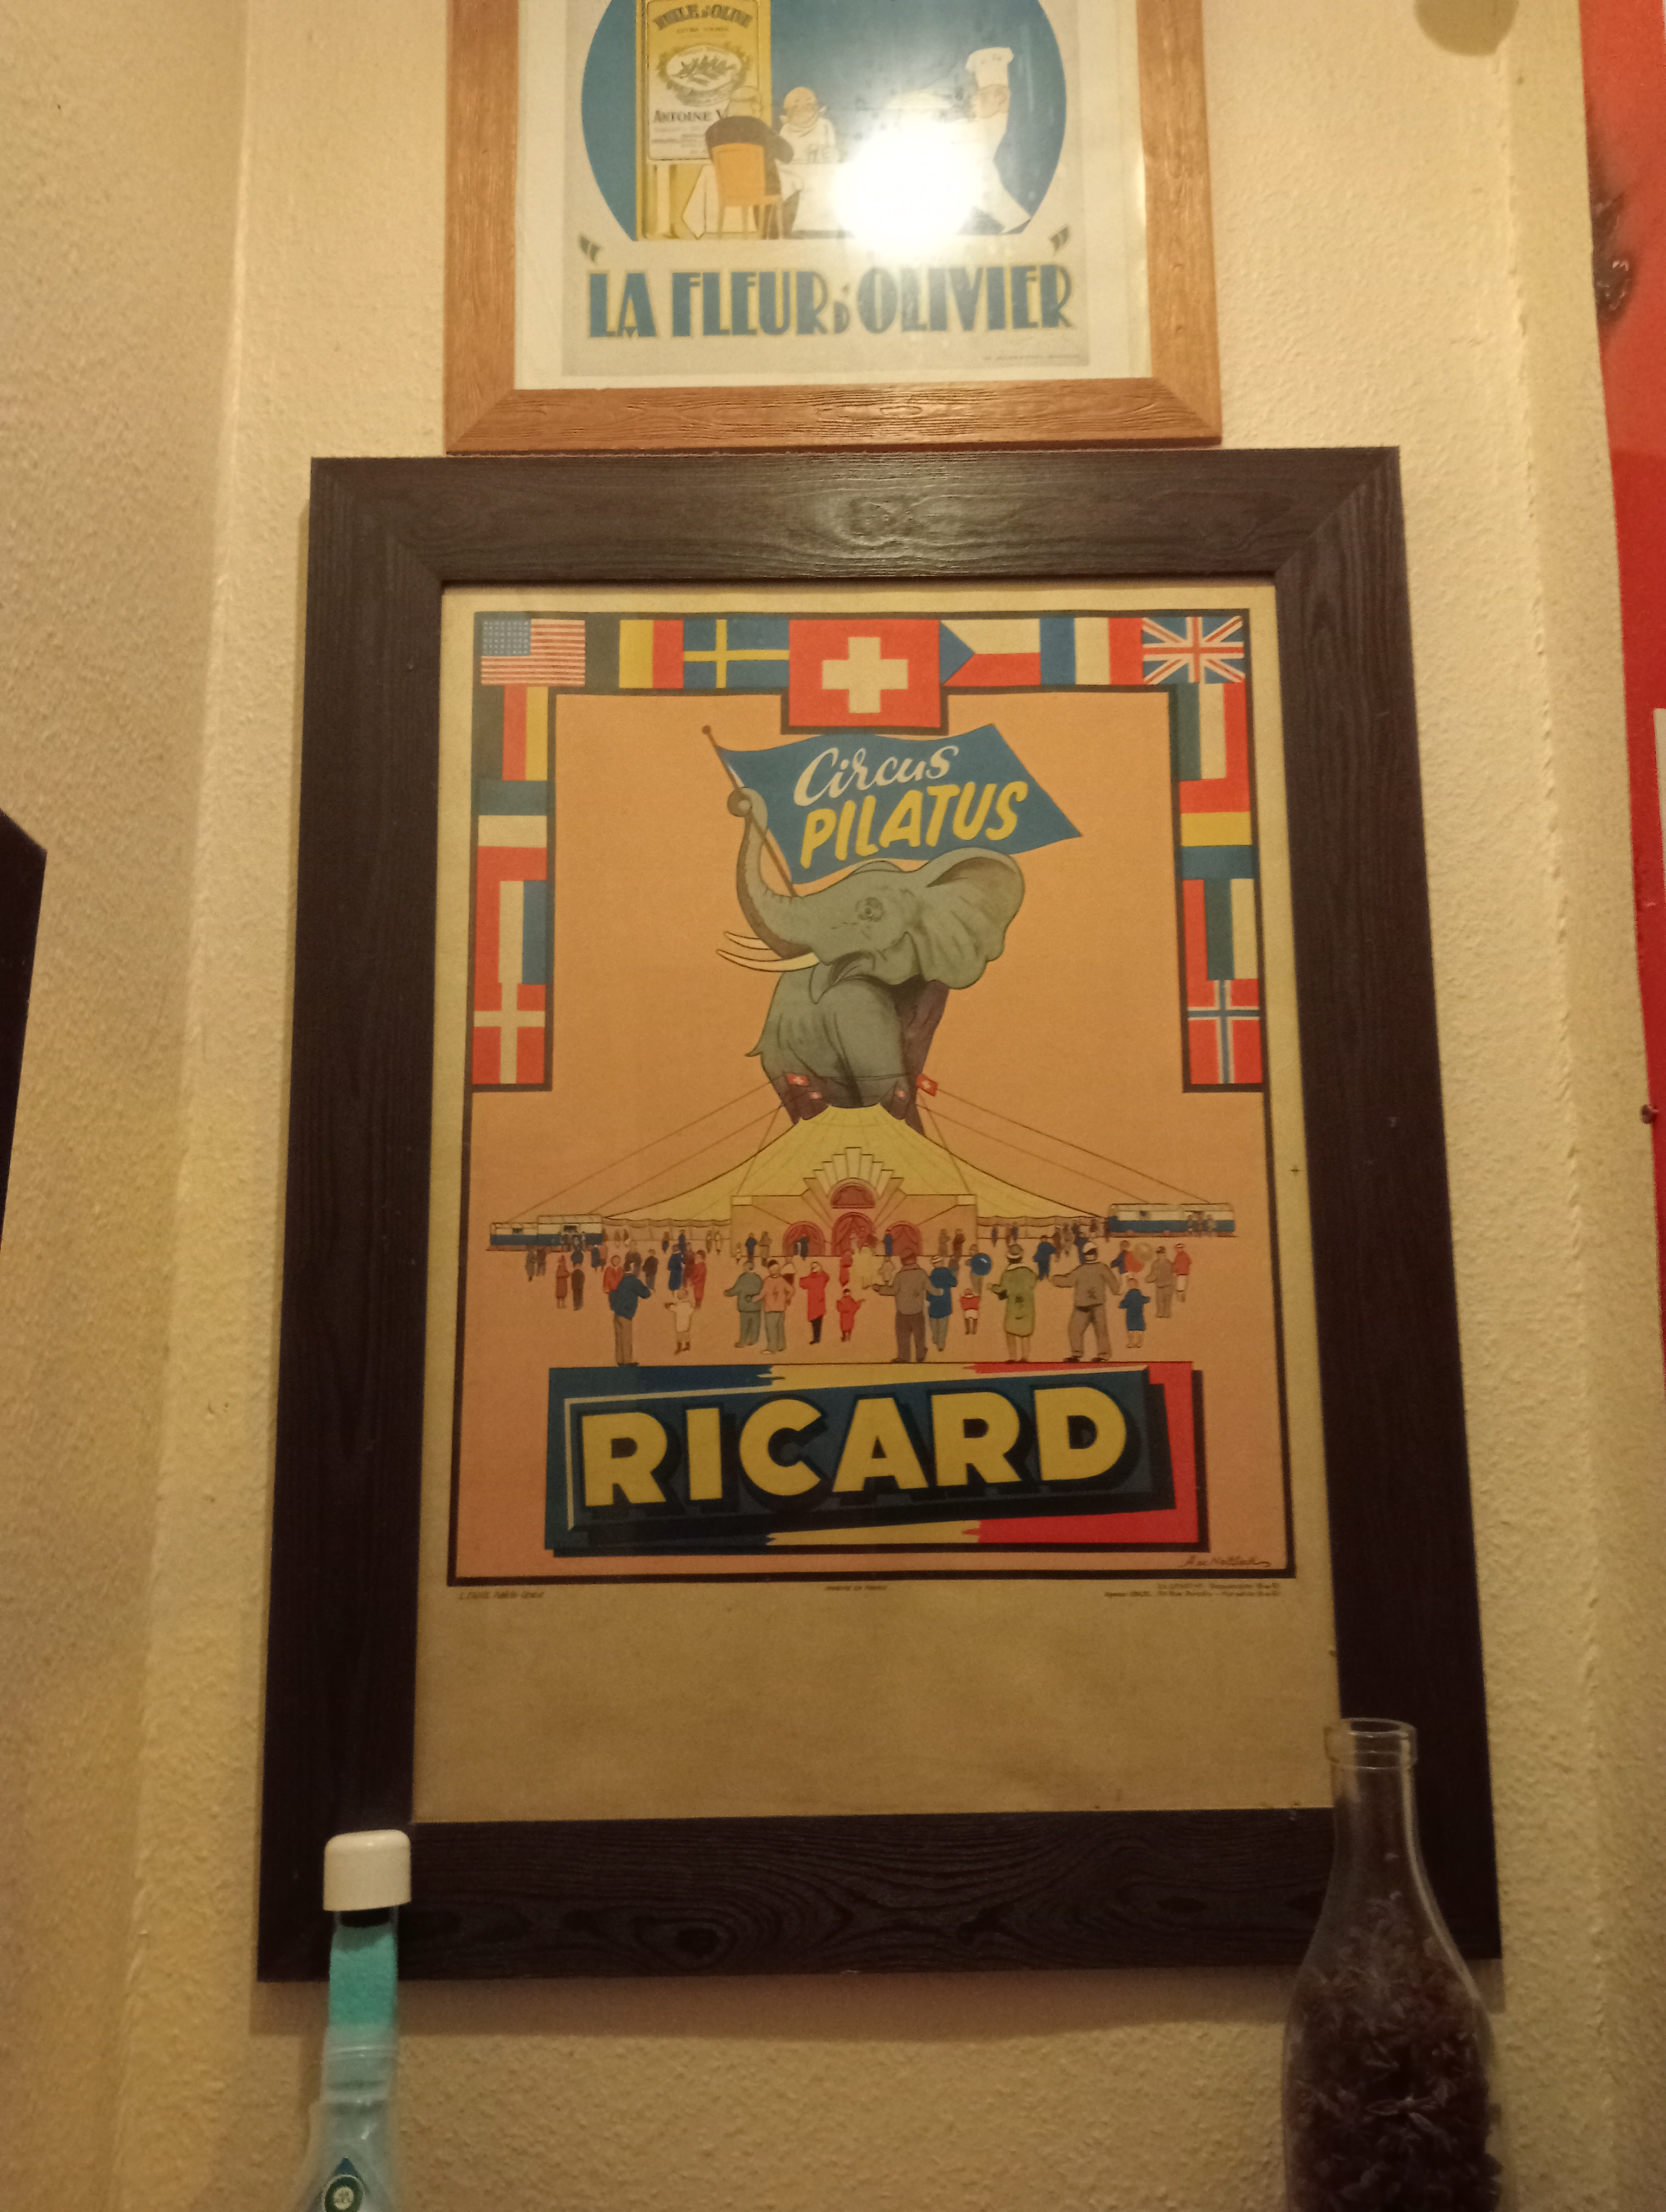 HUILE d'OLIVE
ANTOINE
"LA FLEUR d'OLIVIER"
Circus
PILATUS
RICARD